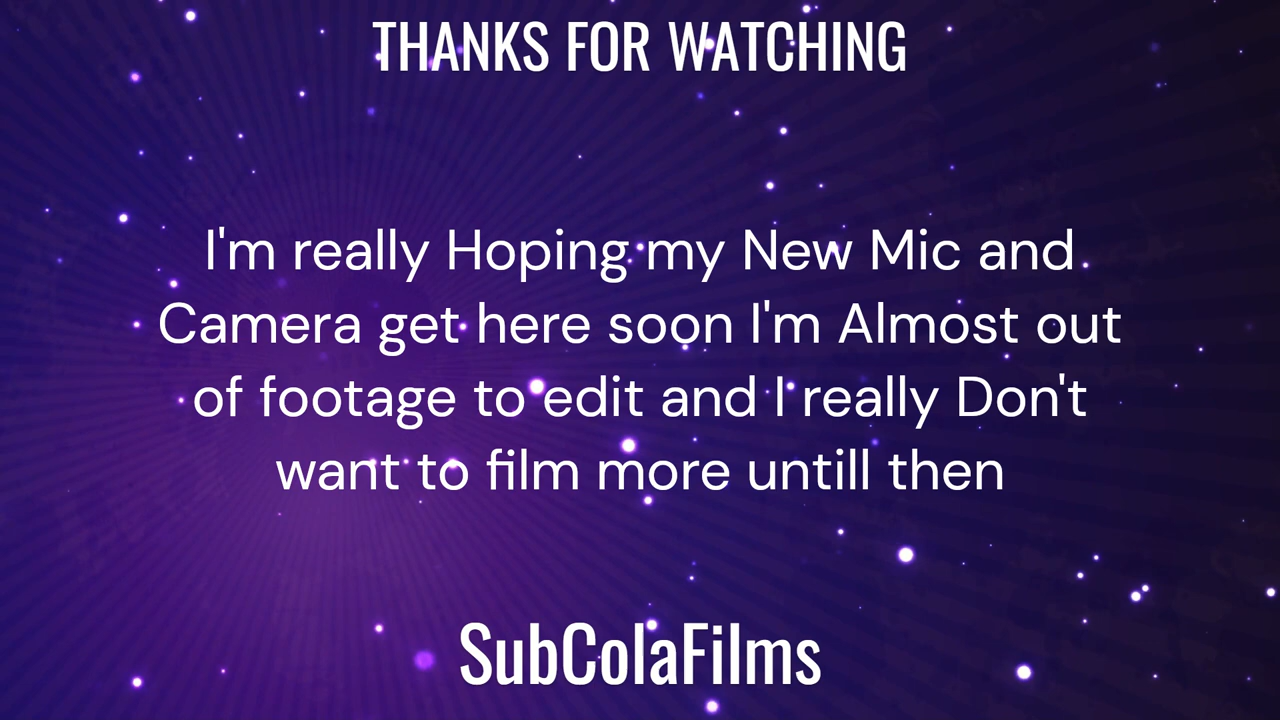 THANKS FOR WATCHING
I'm really Hoping my New Mic and
Camera get here soon I'm Almost out
of footage to edit and I really Don't
want to film more untill then
SubColaFilms